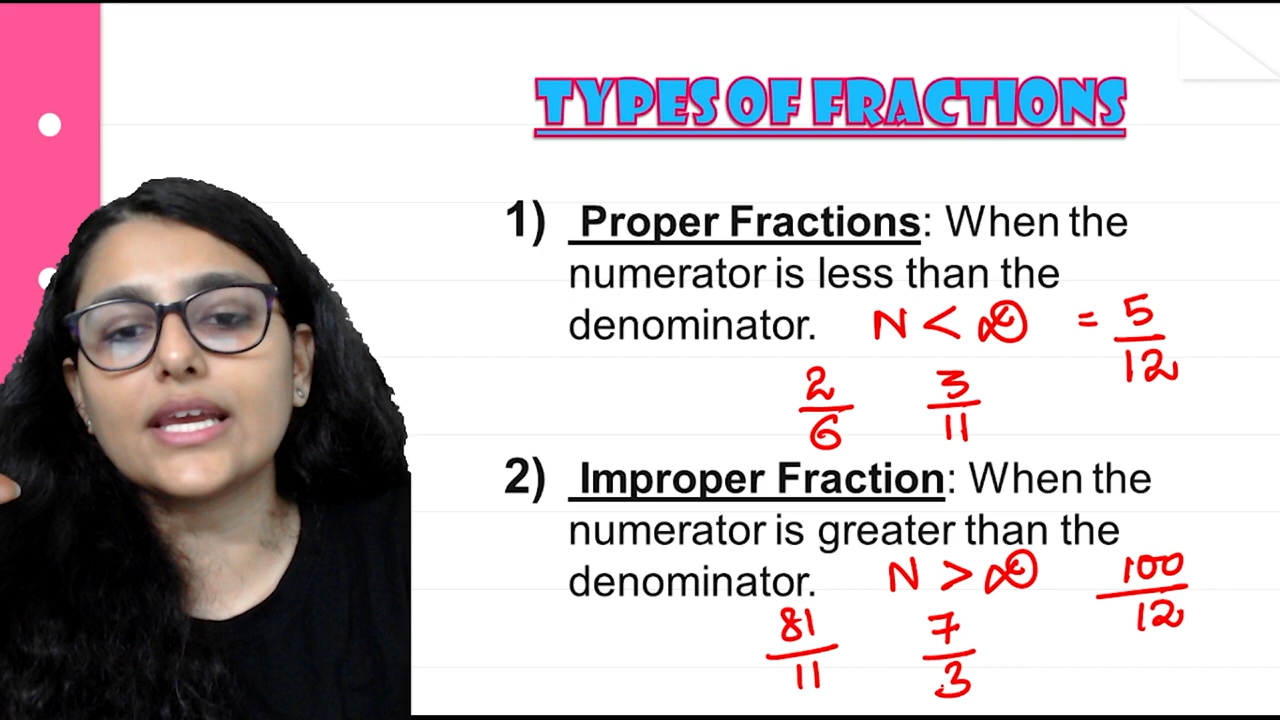 TYPES OF FRACTIONS
1) Proper Fractions: When the
numerator is less than the
denominator. N < D = 5/12
2/6 3/11
2) Improper Fraction: When the
numerator is greater than the
denominator. N > D 100/12
81/11 7/3